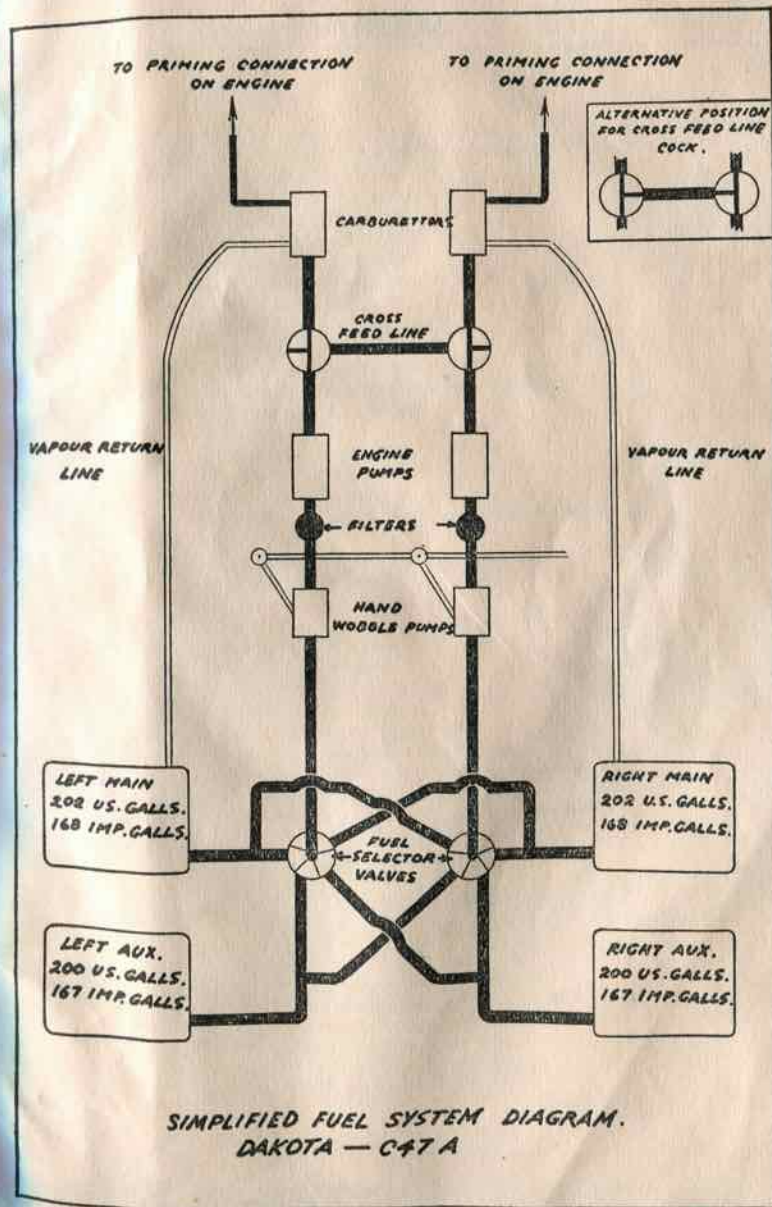 TO PRIMING CONNECTION
ON ENGINE
TO PRIMING CONNECTION
ON ENGINE
ALTERNATIVE POSITION
FOR CROSS FEED LINE
COCK.
CARBURETTORS
CROSS
FEED LINE
VAPOUR RETURN
LINE
ENGINE
PUMPS
VAPOUR RETURN
LINE
FILTERS
HAND
WOBBLE PUMPS
LEFT MAIN
202 US. GALLS.
168 IMP. GALLS.
RIGHT MAIN
202 U.S. GALLS.
168 IMP. GALLS.
FUEL
SELECTOR
VALVES
LEFT AUX.
200 US. GALLS.
167 IMP. GALLS.
RIGHT AUX.
200 US. GALLS.
167 IMP. GALLS.
SIMPLIFIED FUEL SYSTEM DIAGRAM.
DAKOTA — C47 A